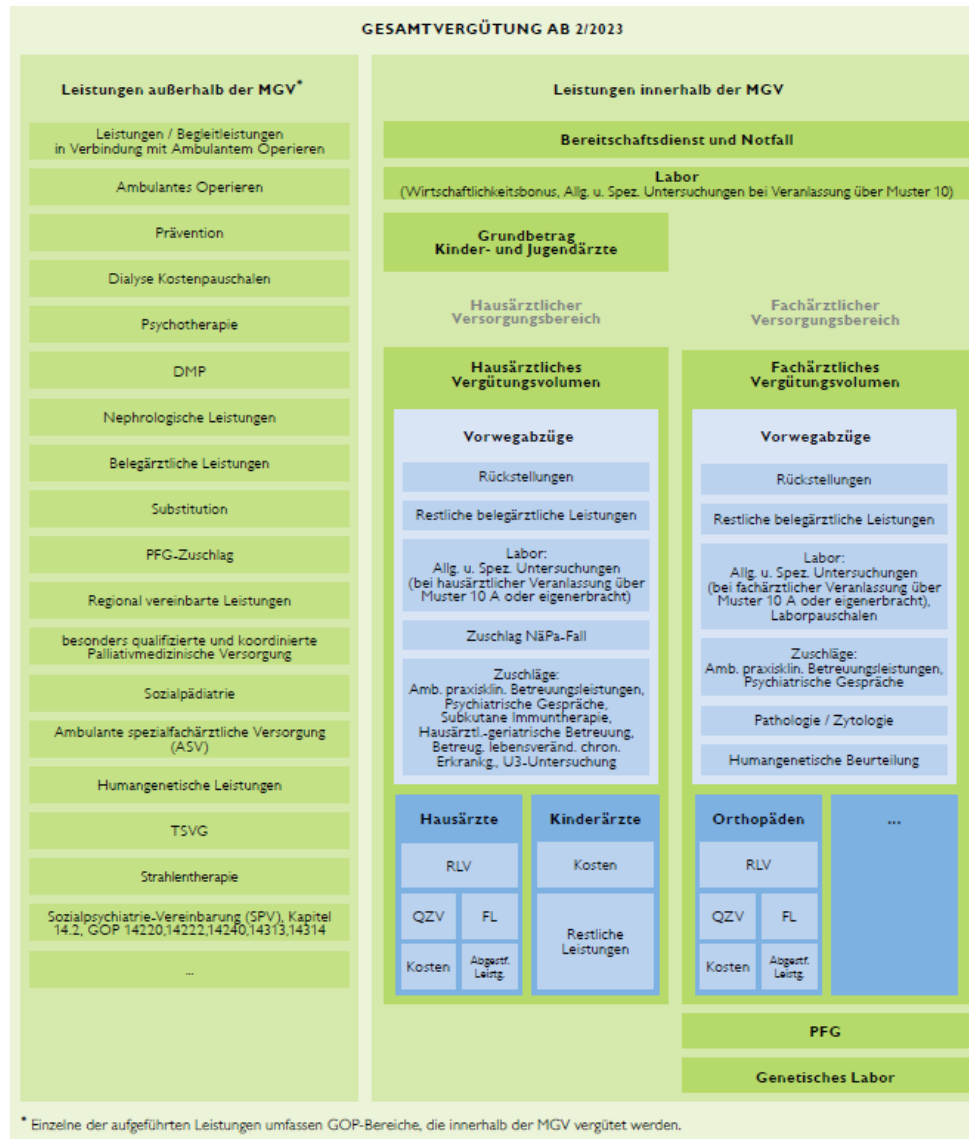 GESAMTVERGÜTUNG AB 2/2023
Leistungen außerhalb der MGV*
Leistungen / Begleitleistungen
in Verbindung mit Ambulantem Operieren
Ambulantes Operieren
Prävention
Dialyse Kostenpauschalen
Psychotherapie
DMP
Nephrologische Leistungen
Belegärztliche Leistungen
Substitution
PFG-Zuschlag
Regional vereinbarte Leistungen
besonders qualifizierte und koordinierte
Palliativmedizinische Versorgung
Sozialpädiatrie
Ambulante spezialfachärztliche Versorgung
(ASV)
Humangenetische Leistungen
TSVG
Strahlentherapie
Sozialpsychiatrie-Vereinbarung (SPV), Kapitel
14.2, GOP 14220,14222,14240,14313,14314
...
Leistungen innerhalb der MGV
Bereitschaftsdienst und Notfall
Labor
(Wirtschaftlichkeitsbonus, Allg. u. Spez. Untersuchungen bei Veranlassung über Muster 10)
Grundbetrag
Kinder- und Jugendärzte
Hausärztlicher
Versorgungsbereich
Hausärztliches
Vergütungsvolumen
Vorwegabzüge
Rückstellungen
Restliche belegärztliche Leistungen
Labor:
Allg. u. Spez. Untersuchungen
(bei hausärztlicher Veranlassung über
Muster 10 A oder eigenerbracht)
Zuschlag NäPa-Fall
Zuschläge:
Amb. praxisklin. Betreuungsleistungen,
Psychiatrische Gespräche,
Subkutane Immuntherapie,
Hausärztl.-geriatrische Betreuung,
Betreug. lebensveränd. chron.
Erkrankg., U3-Untersuchung
Hausärzte
RLV
QZV
FL
Kosten
Abgestf.
Leistg.
Kinderärzte
Kosten
Restliche
Leistungen
Fachärztlicher
Versorgungsbereich
Fachärztliches
Vergütungsvolumen
Vorwegabzüge
Rückstellungen
Restliche belegärztliche Leistungen
Labor:
Allg. u. Spez. Untersuchungen
(bei fachärztlicher Veranlassung über
Muster 10 A oder eigenerbracht),
Laborpauschalen
Zuschläge:
Amb. praxisklin. Betreuungsleistungen,
Psychiatrische Gespräche
Pathologie / Zytologie
Humangenetische Beurteilung
Orthopäden
RLV
QZV
FL
Kosten
Abgestf.
Leistg.
...
PFG
Genetisches Labor
* Einzelne der aufgeführten Leistungen umfassen GOP-Bereiche, die innerhalb der MGV vergütet werden.